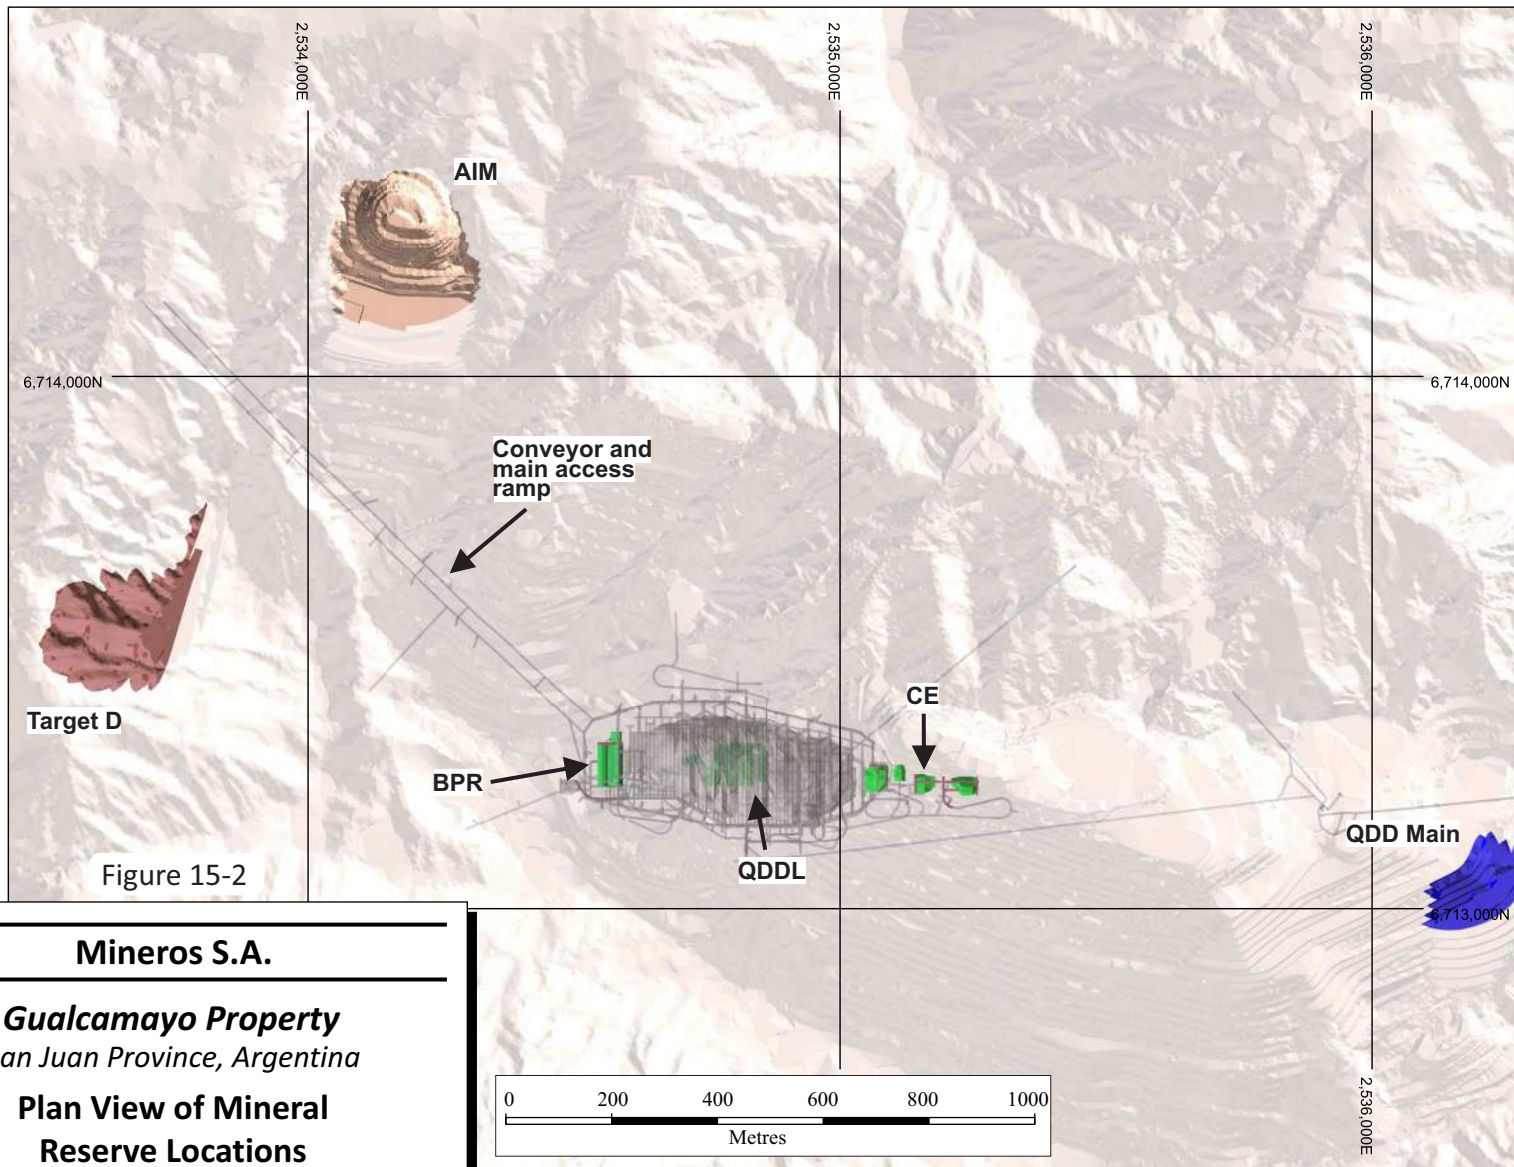 2,534,000E
2,535,000E
2,536,000E
AIM
6,714,000N
6,714,000N
Conveyor and
main access
ramp
Target D
CE
BPR
QDD Main
QDDL
Figure 15-2
6,713,000N
Mineros S.A.
Gualcamayo Property
an Juan Province, Argentina
Plan View of Mineral
Reserve Locations
0 200 400 600 800 1000
Metres
2,536,000E